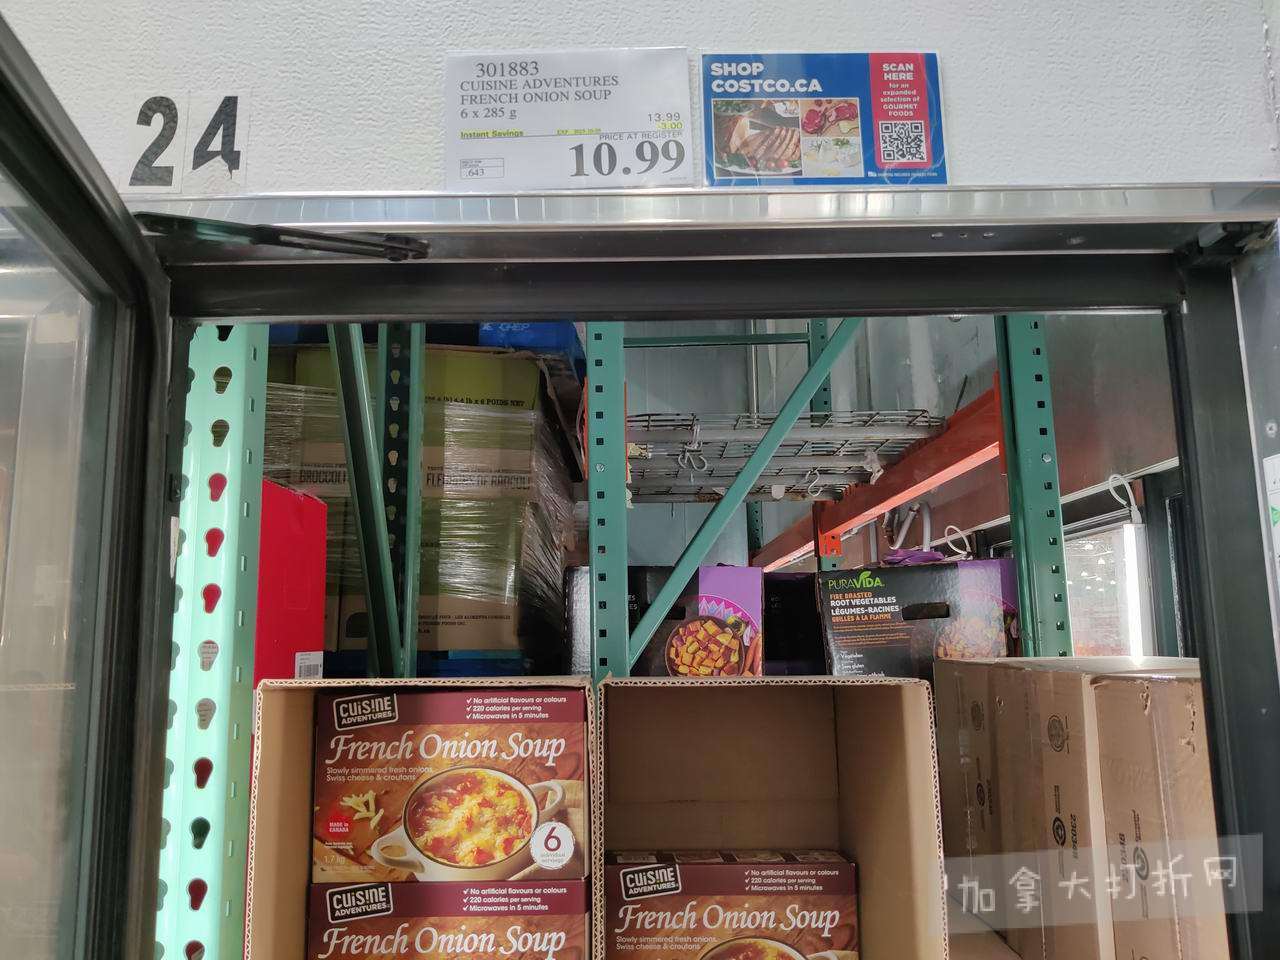 24
301883
CUISINE ADVENTURES
FRENCH ONION SOUP
6 x 285 g
13.99
Instant Savings
-3.00
PRICE AT REGISTER
10.99
.643
SHOP
COSTCO.CA
SCAN
HERE
for an
expanded
selection of
GOURMET
FOODS
CHEP
BROCCOLI
PURAVIDA
FIRE ROASTED
ROOT VEGETABLES
LÉGUMES-RACINES
GRILLÉS À LA FLAMME
CUISINE
ADVENTURES
✓ No artificial flavours or colours
✓ 220 calories per serving
✓ Microwaves in 5 minutes
French Onion Soup
Slowly simmered fresh onions,
Swiss cheese & croutons
MADE IN
CANADA
1.7 kg
6
individual
servings
CUISINE
ADVENTURES
✓ No artificial flavours or colours
✓ 220 calories per serving
✓ Microwaves in 5 minutes
French Onion Soup
CUISINE
ADVENTURES
✓ No artificial flavours or colours
✓ 220 calories per serving
✓ Microwaves in 5 minutes
French Onion Soup
Slowly simmered fresh onions,
Swiss cheese & croutons
加拿大打折网